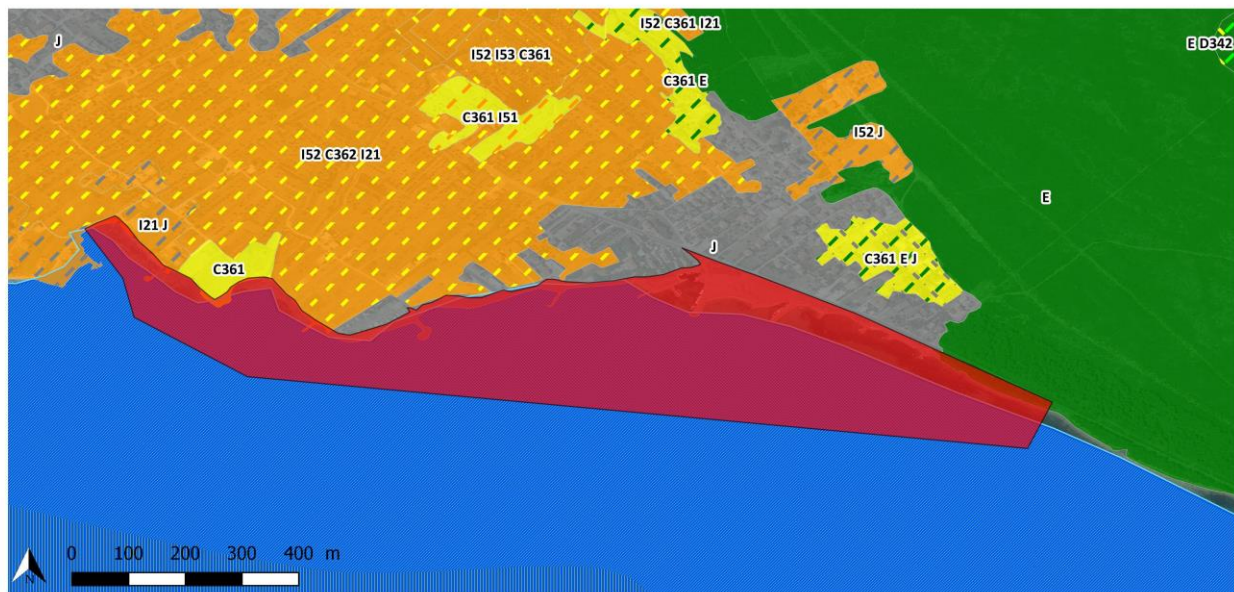 I52 C361 I21
J
E D342
I52 I53 C361
C361 E
C361 I51
I52 J
I52 C362 I21
E
I21 J
J
C361 E J
C361
0 100 200 300 400 m
N